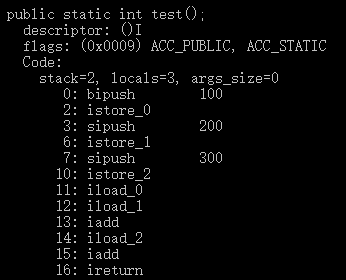 public static int test();
descriptor: ()I
flags: (0x0009) ACC_PUBLIC, ACC_STATIC
Code:
stack=2, locals=3, args_size=0
0: bipush 100
2: istore_0
3: sipush 200
6: istore_1
7: sipush 300
10: istore_2
11: iload_0
12: iload_1
13: iadd
14: iload_2
15: iadd
16: ireturn